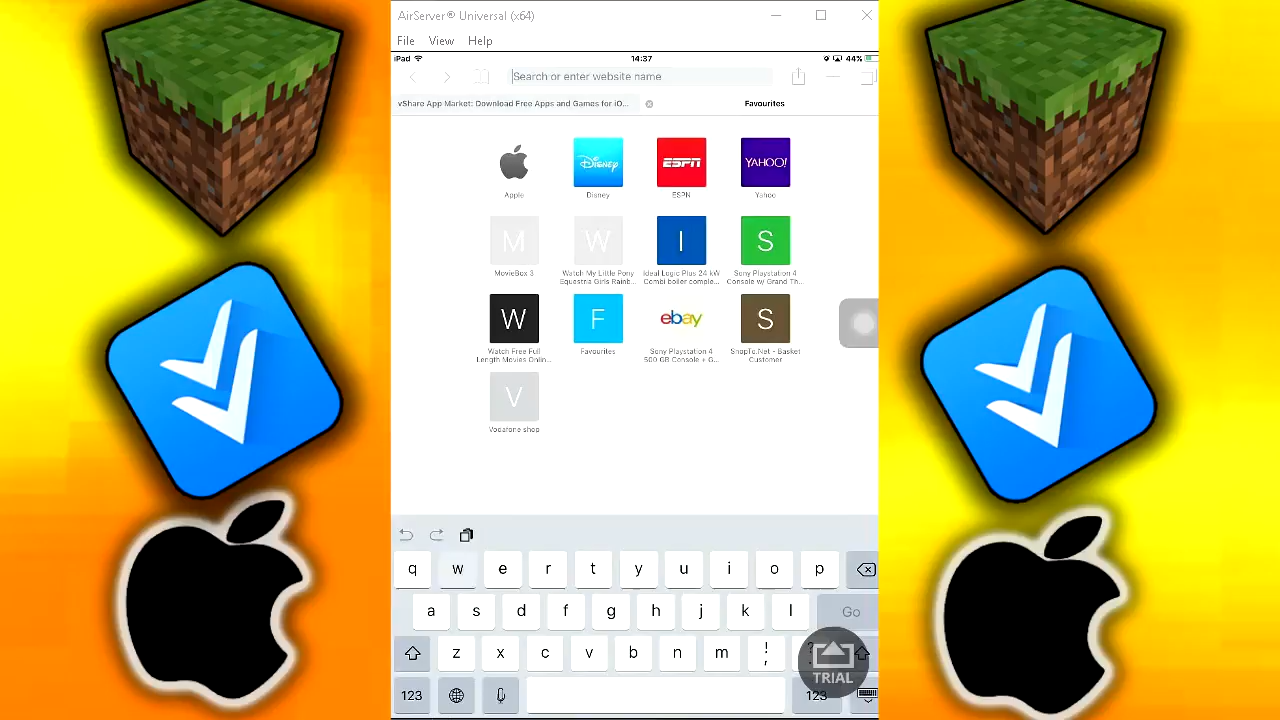 AirServer® Universal (x64)
File View Help
iPad 14:37 44%
Search or enter website name
vShare App Market: Download Free Apps and Games for iO...
Favourites
Apple
DISNEY
Disney
ESPN
ESPN
YAHOO!
Yahoo
M
MovieBox 3
W
Watch My Little Pony
Equestria Girls Rainb...
I
Ideal Logic Plus 24 kW
Combi boiler comple...
S
Sony Playstation 4
Console w/ Grand Th...
W
Watch Free Full
Length Movies Onlin...
F
Favourites
ebay
Sony Playstation 4
500 GB Console + G...
S
ShopTo.Net - Basket
Customer
V
Vodafone shop
q w e r t y u i o p
a s d f g h j k l Go
z x c v b n m ! , ?
TRIAL
123 123